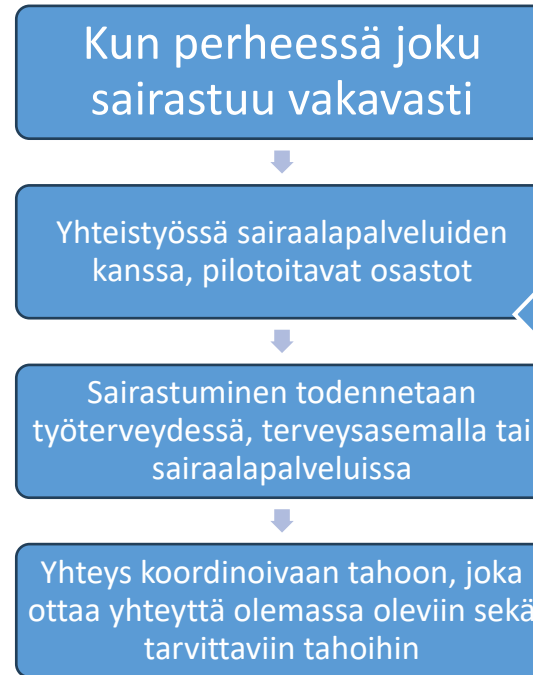 Kun perheessä joku
sairastuu vakavasti
Yhteistyössä sairaalapalveluiden
kanssa, pilotoitavat osastot
Sairastuminen todennetaan
työterveydessä, terveysasemalla tai
sairaalapalveluissa
Yhteys koordinoivaan tahoon, joka
ottaa yhteyttä olemassa oleviin sekä
tarvittaviin tahoihin